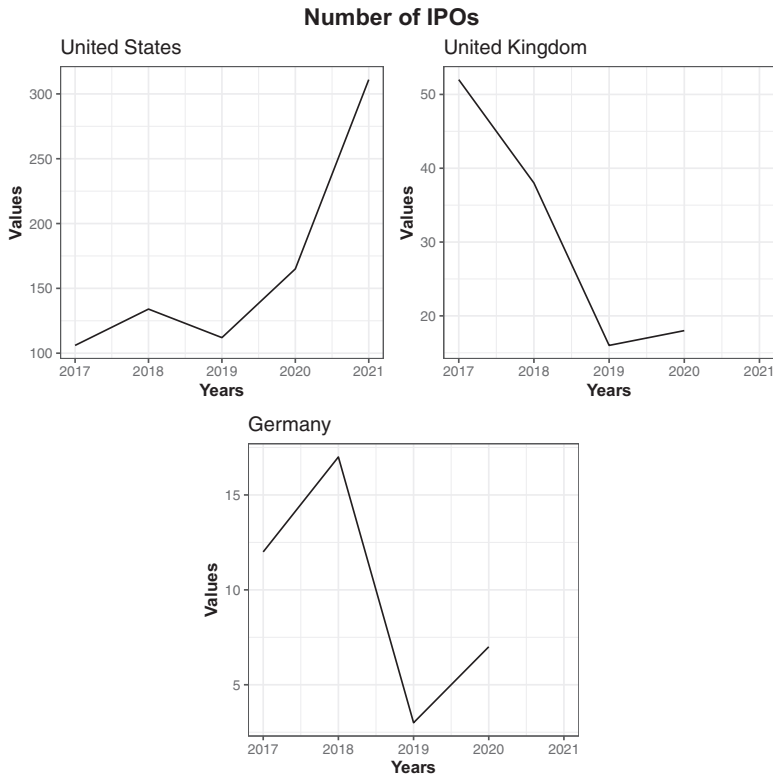 Number of IPOs
United States
United Kingdom
300
250
200
150
100
Values
2017 2018 2019 2020 2021
Years
50
40
30
20
Values
2017 2018 2019 2020 2021
Years
Germany
15
10
5
Values
2017 2018 2019 2020 2021
Years